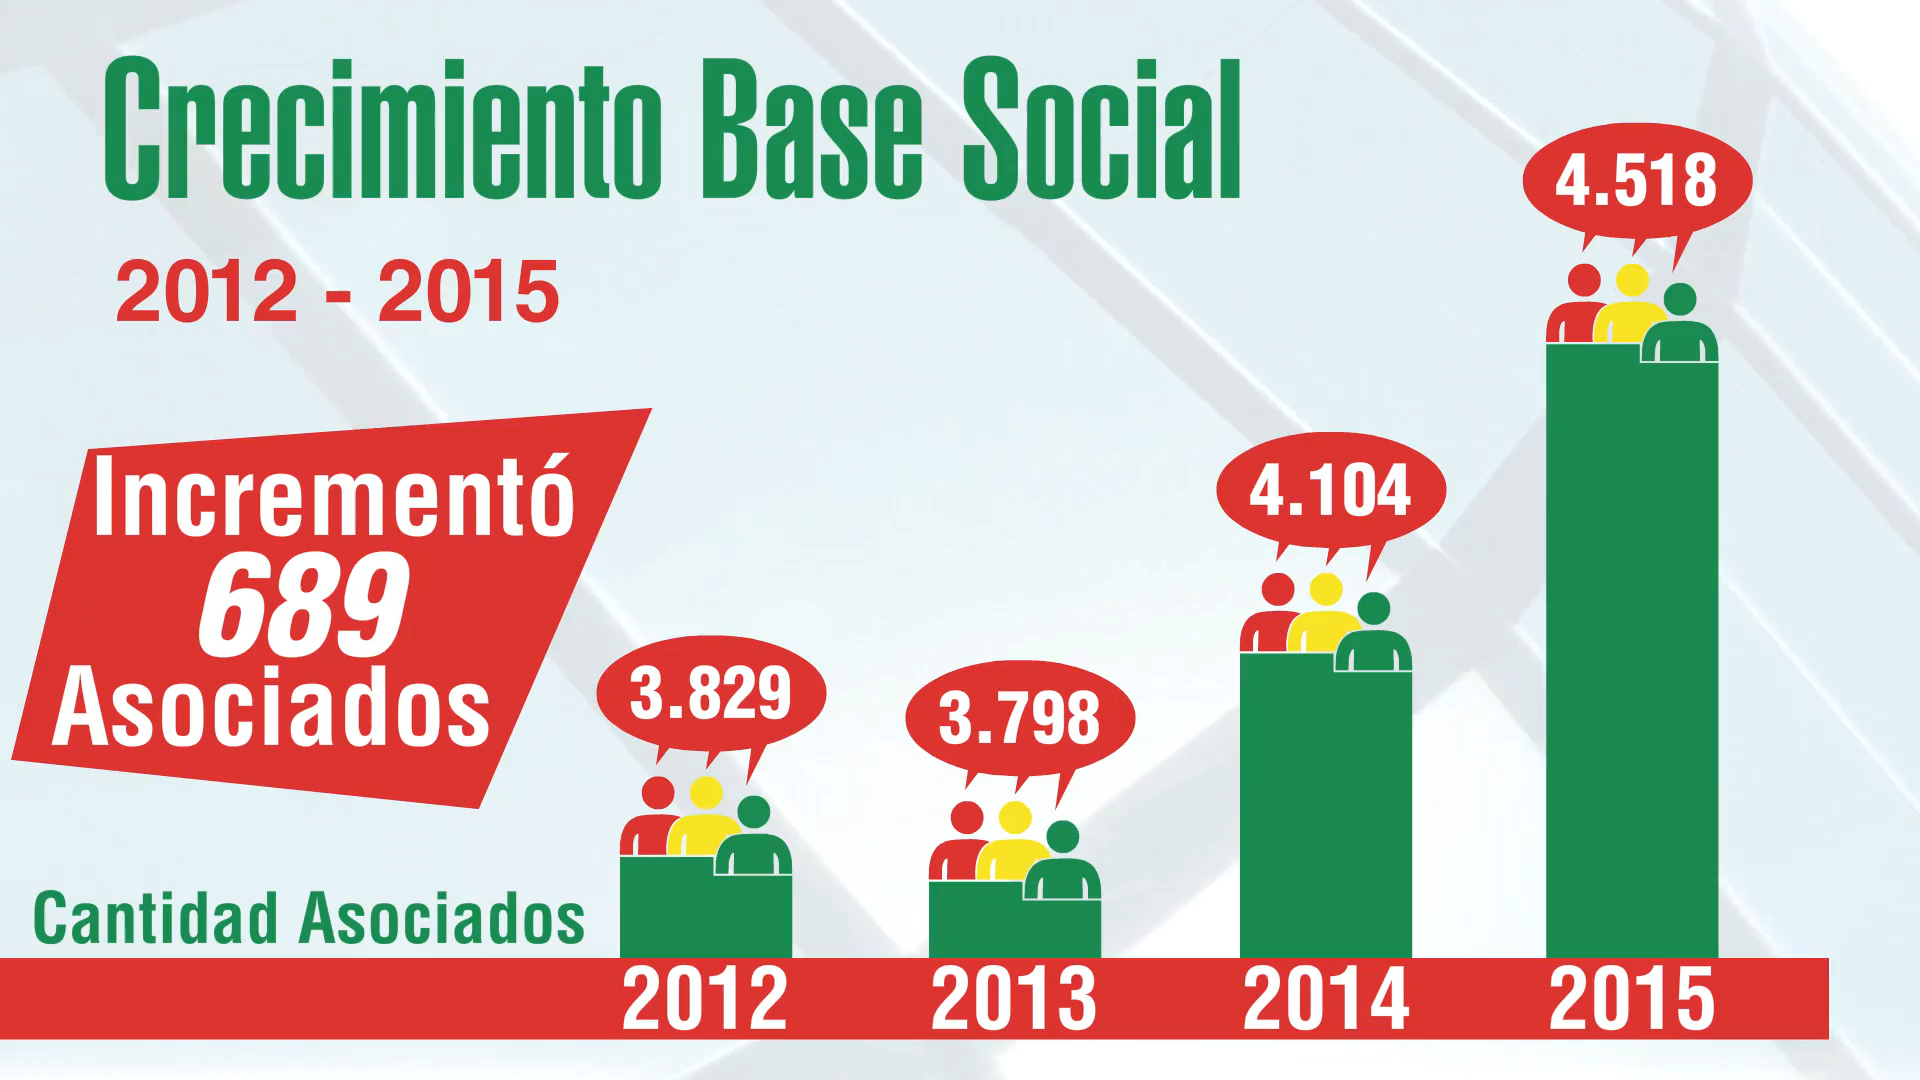 Crecimiento Base Social
2012 - 2015
Incrementó
689
Asociados
4.518
4.104
3.829
3.798
Cantidad Asociados
2012
2013
2014
2015